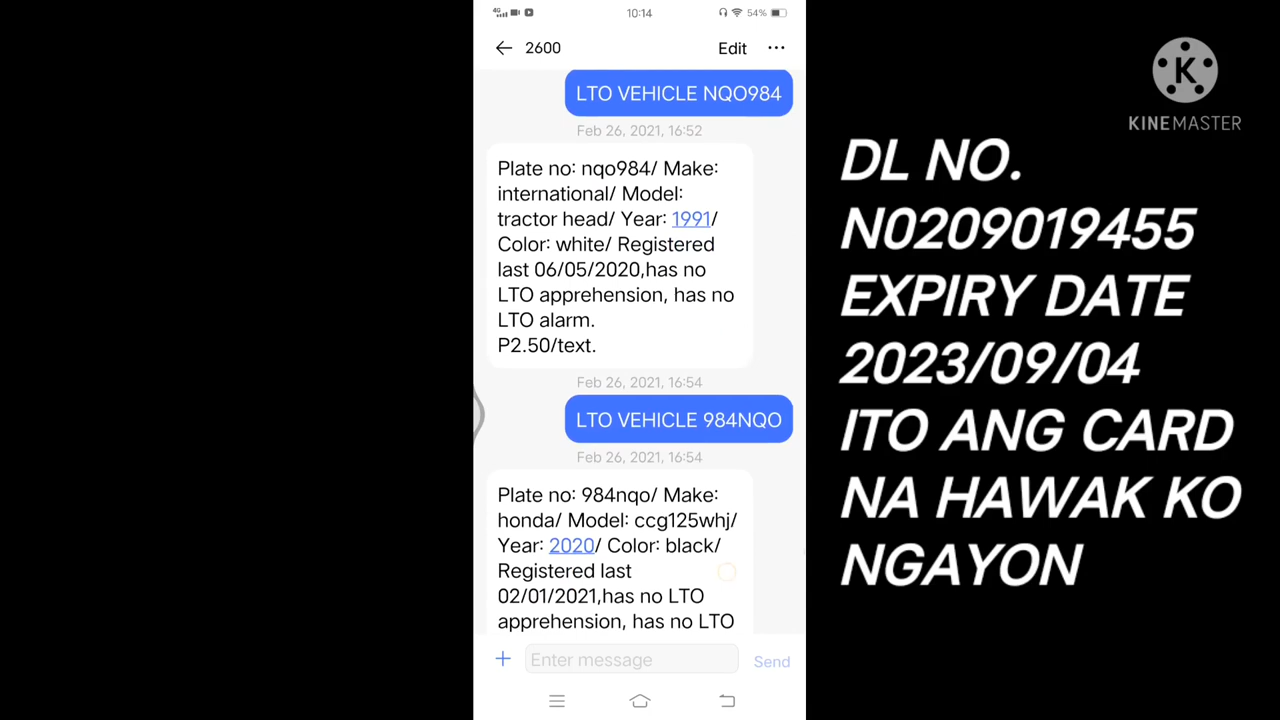 4G
10:14
54%
2600
Edit
LTO VEHICLE NQO984
Feb 26, 2021, 16:52
Plate no: nqo984/ Make:
international/ Model:
tractor head/ Year: 1991/
Color: white/ Registered
last 06/05/2020,has no
LTO apprehension, has no
LTO alarm.
P2.50/text.
Feb 26, 2021, 16:54
LTO VEHICLE 984NQO
Feb 26, 2021, 16:54
Plate no: 984nqo/ Make:
honda/ Model: ccg125whj/
Year: 2020/ Color: black/
Registered last
02/01/2021,has no LTO
apprehension, has no LTO
Enter message
Send
K
KINEMASTER
DL NO.
N0209019455
EXPIRY DATE
2023/09/04
ITO ANG CARD
NA HAWAK KO
NGAYON